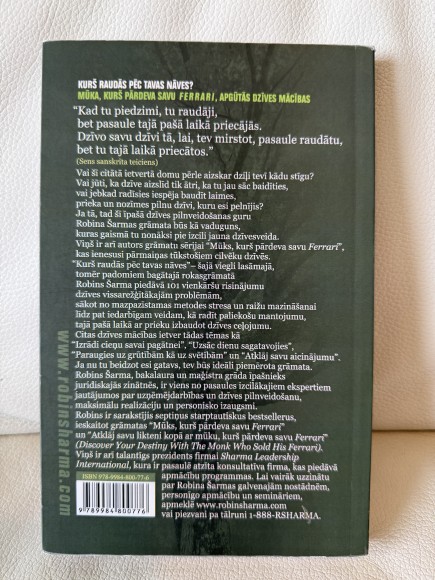 KURŠ RAUDĀS PĒC TAVAS NĀVES?
MŪKA, KURŠ PĀRDEVA SAVU FERRARI, APGŪTĀS DZĪVES MĀCĪBAS
“Kad tu piedzimi, tu raudāji,
bet pasaule tajā pašā laikā priecājās.
Dzīvo savu dzīvi tā, lai, tev mirstot, pasaule raudātu,
bet tu tajā laikā priecātos.”
(Sens sanskrita teiciens)
Vai šī citātā ietvertā domu pērle aizskar dziļi tevī kādu stīgu?
Vai jūti, ka dzīve aizslīd tik ātri, ka tu jau sāc baidīties,
vai jebkad radīsies iespēja baudīt laimes,
prieka un nozīmes pilnu dzīvi, kuru esi pelnījis?
Ja tā, tad šī īpašā dzīves pilnveidošanas guru
Robina Šarmas grāmata būs kā vaduguns,
kuras gaismā tu nonāksi pie izcili jauna dzīvesveida.
Viņš ir arī autors grāmatu sērijai “Mūks, kurš pārdeva savu Ferrari”,
kas ienesusi pārmaiņas tūkstošiem cilvēku dzīvēs.
“Kurš raudās pēc tavas nāves”– šajā viegli lasāmajā,
tomēr padomiem bagātajā rokasgrāmatā
Robins Šarma piedāvā 101 vienkāršu risinājumu
dzīves vissarežģītākajām problēmām,
sākot no mazpazīstamas metodes stresa un raižu mazināšanai
līdz pat iedarbīgam veidam, kā radīt paliekošu mantojumu,
tajā pašā laikā ar prieku izbaudot dzīves ceļojumu.
Citas dzīves mācības ietver tādas tēmas kā
“Izrādi cieņu savai pagātnei”, “Uzsāc dienu sagatavojies”,
“Paraugies uz grūtībām kā uz svētībām” un “Atklāj savu aicinājumu”.
Ja nu tu beidzot esi gatavs, tev būs ideāli piemērota grāmata.
Robins Šarma, bakalaura un maģistra grāda īpašnieks
juridiskajās zinātnēs, ir viens no pasaules izcilākajiem ekspertiem
jautājumos par uzņēmējdarbības un dzīves pilnveidošanu,
maksimālu realizāciju un personisko izaugsmi.
Robins ir sarakstījis septiņus starptautiskus bestsellerus,
ieskaitot grāmatas “Mūks, kurš pārdeva savu Ferrari”
un “Atklāj savu likteni kopā ar mūku, kurš pārdeva savu Ferrari”
(Discover Your Destiny With The Monk Who Sold His Ferrari).
Viņš ir arī talantīgs prezidents firmai Sharma Leadership
International, kura ir pasaulē atzīta konsultatīva firma, kas piedāvā
apmācību programmas. Lai vairāk uzzinātu
par Robina Šarmas galvenajām nostādnēm,
personīgo apmācību un semināriem,
apmeklē www.robinsharma.com
vai piezvani pa tālruni 1-888-RSHARMA.
www.robinsharma.com
ISBN 978-9984-800-77-6
9 789984 800776